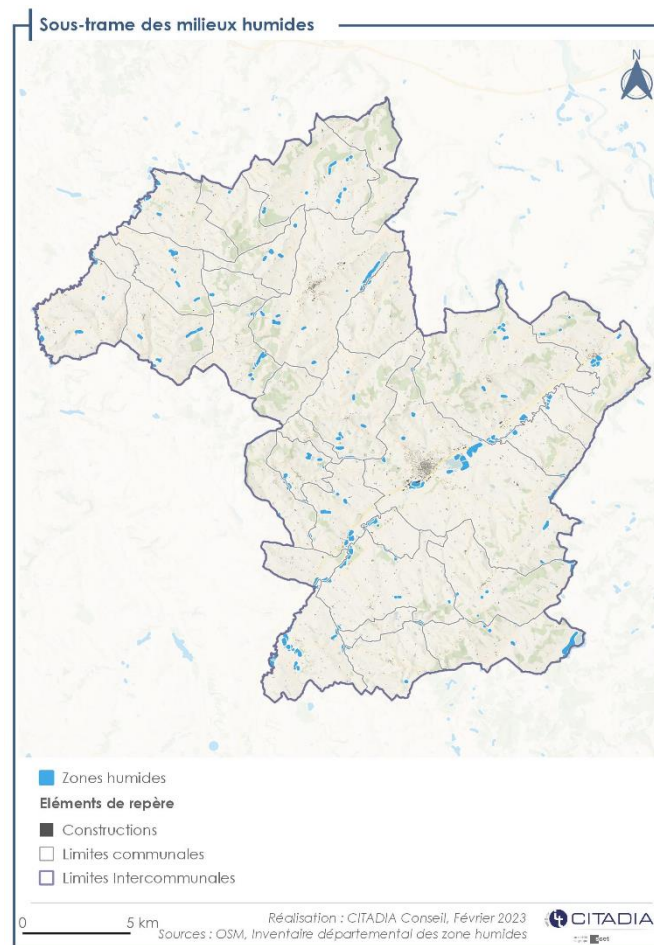 Sous-trame des milieux humides
N
Zones humides
Eléments de repère
Constructions
Limites communales
Limites Intercommunales
0 5 km
Réalisation : CITADIA Conseil, Février 2023
Sources : OSM, Inventaire départemental des zone humides
CITADIA